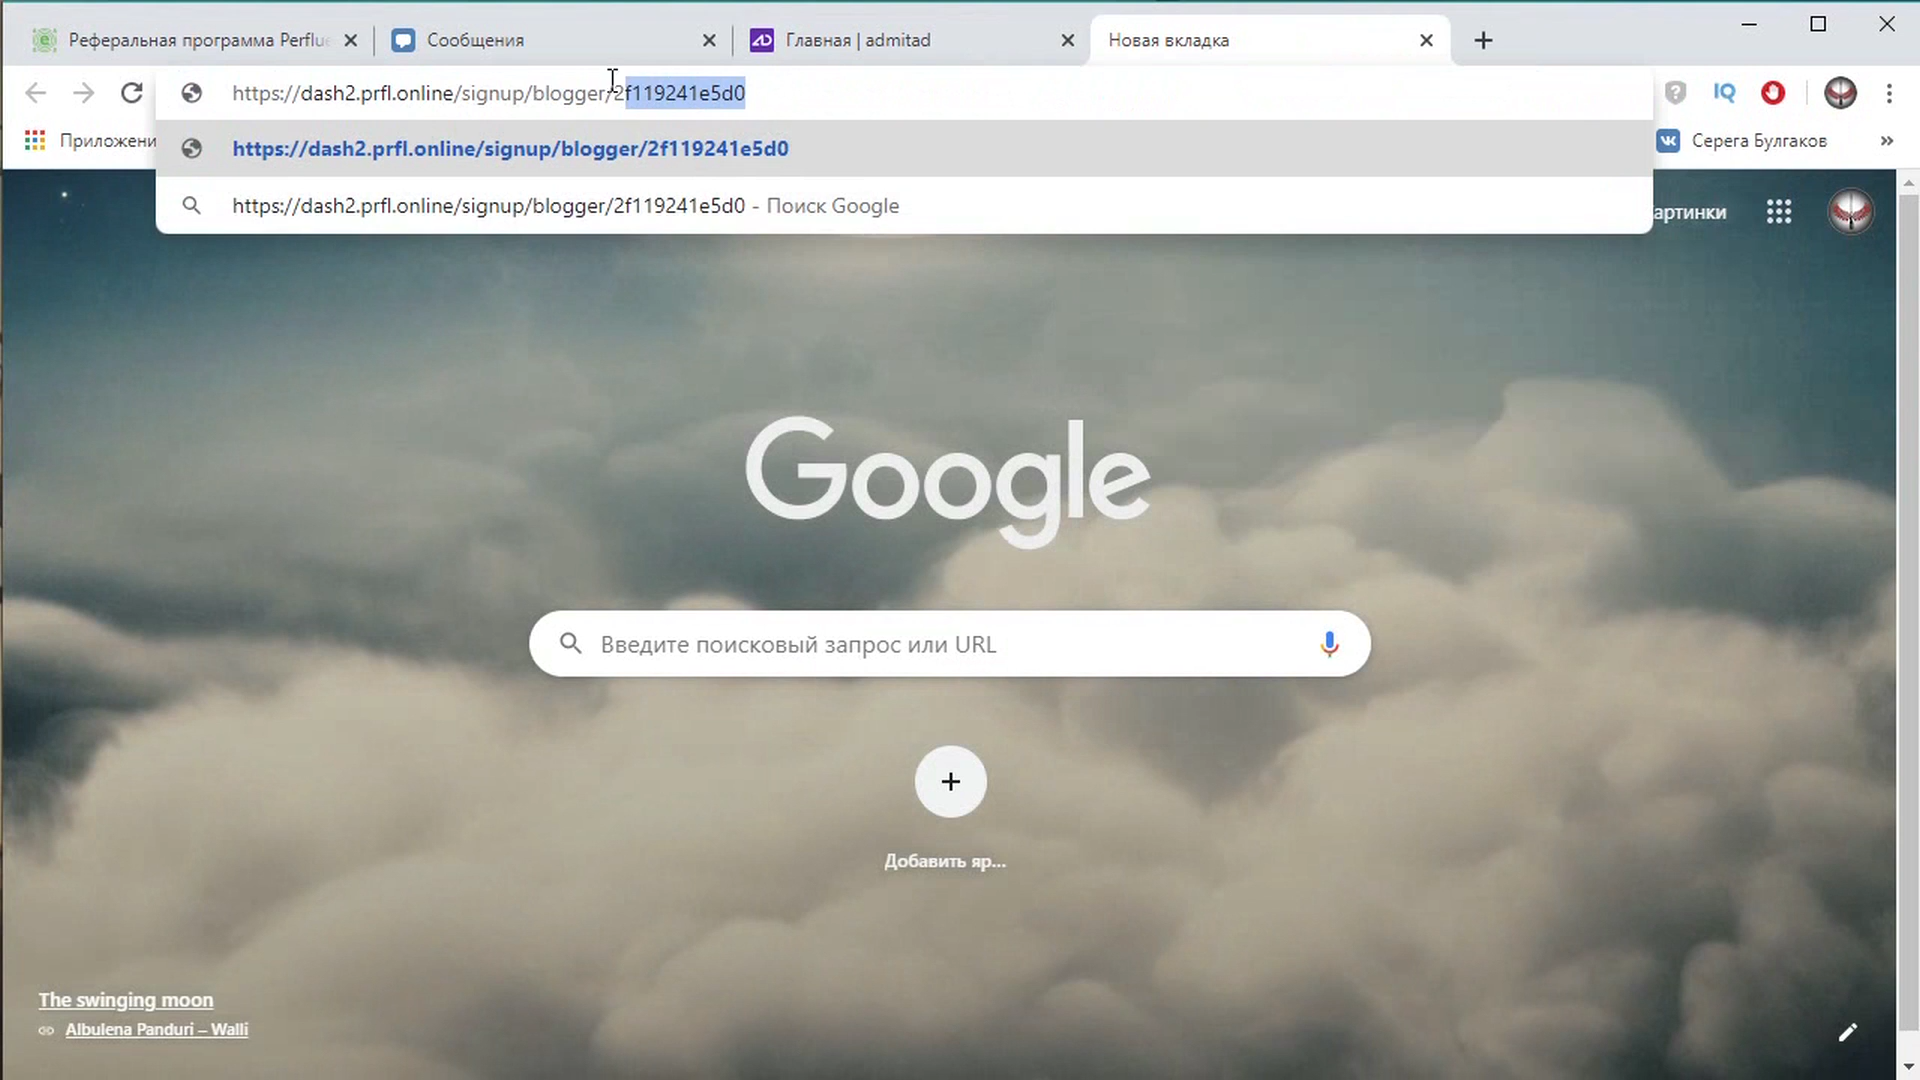 Реферальная программа Perflue
Сообщения
Главная | admitad
Новая вкладка
https://dash2.prfl.online/signup/blogger/2f119241e5d0
IQ
Приложени
https://dash2.prfl.online/signup/blogger/2f119241e5d0
Серега Булгаков
https://dash2.prfl.online/signup/blogger/2f119241e5d0 - Поиск Google
артинки
Google
Введите поисковый запрос или URL
Добавить яр...
The swinging moon
Albulena Panduri – Walli